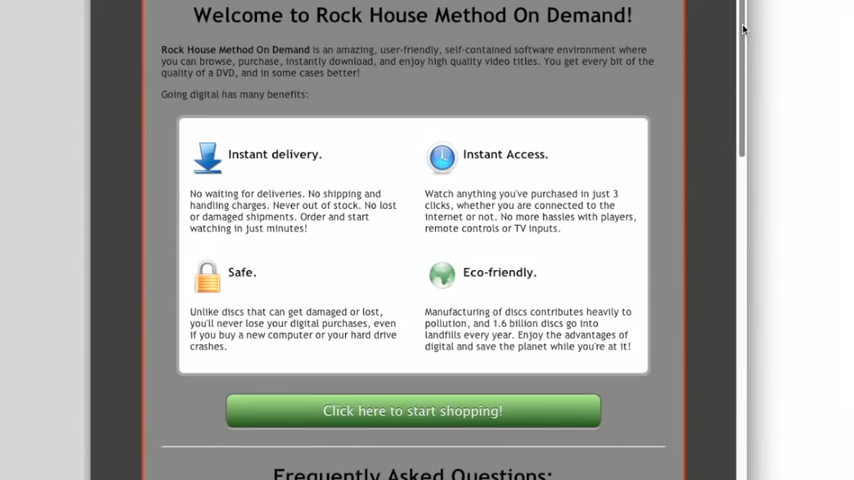 Welcome to Rock House Method On Demand!
Rock House Method On Demand is an amazing, user-friendly, self-contained software environment where
you can browse, purchase, instantly download, and enjoy high quality video titles. You get every bit of the
quality of a DVD, and in some cases better!
Going digital has many benefits:
Instant delivery.
No waiting for deliveries. No shipping and
handling charges. Never out of stock. No lost
or damaged shipments. Order and start
watching in just minutes!
Instant Access.
Watch anything you've purchased in just 3
clicks, whether you are connected to the
internet or not. No more hassles with players,
remote controls or TV inputs.
Safe.
Unlike discs that can get damaged or lost,
you'll never lose your digital purchases, even
if you buy a new computer or your hard drive
crashes.
Eco-friendly.
Manufacturing of discs contributes heavily to
pollution, and 1.6 billion discs go into
landfills every year. Enjoy the advantages of
digital and save the planet while you're at it!
Click here to start shopping!
Frequently Asked Questions: